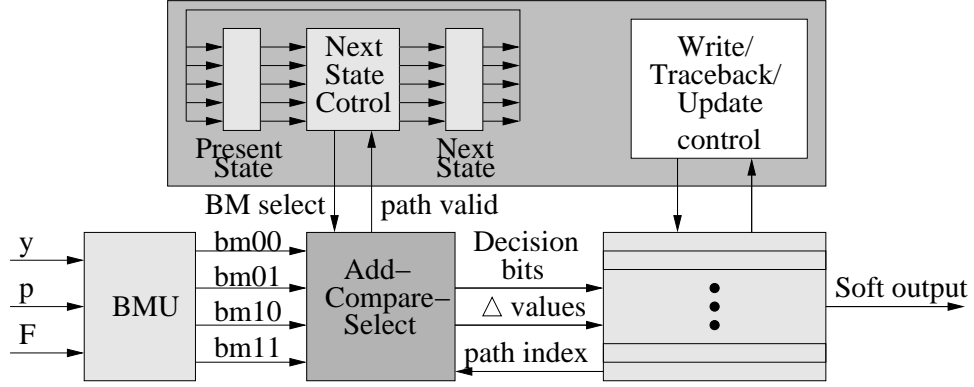 Next
State
Cotrol
Write/
Traceback/
Update
control
Present
State
Next
State
BM select
path valid
y
p
F
BMU
bm00
bm01
bm10
bm11
Add–
Compare–
Select
Decision
bits
△ values
path index
Soft output